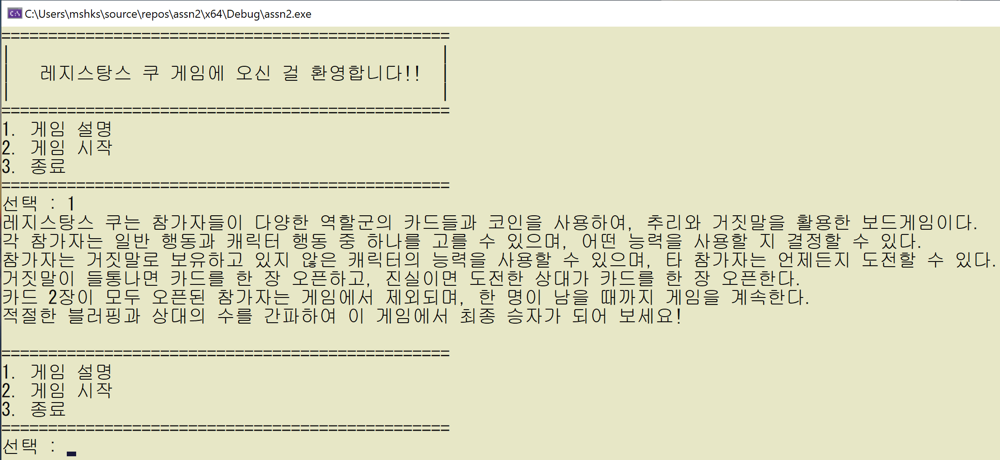 C:\Users\mshks\source\repos\assn2\x64\Debug\assn2.exe
================================================
|                                              |
|   레지스탕스 쿠 게임에 오신 걸 환영합니다!!  |
|                                              |
================================================
1. 게임 설명
2. 게임 시작
3. 종료
================================================
선택 : 1
레지스탕스 쿠는 참가자들이 다양한 역할군의 카드들과 코인을 사용하여, 추리와 거짓말을 활용한 보드게임이다.
각 참가자는 일반 행동과 캐릭터 행동 중 하나를 고를 수 있으며, 어떤 능력을 사용할 지 결정할 수 있다.
참가자는 거짓말로 보유하고 있지 않은 캐릭터의 능력을 사용할 수 있으며, 타 참가자는 언제든지 도전할 수 있다.
거짓말이 들통나면 카드를 한 장 오픈하고, 진실이면 도전한 상대가 카드를 한 장 오픈한다.
카드 2장이 모두 오픈된 참가자는 게임에서 제외되며, 한 명이 남을 때까지 게임을 계속한다.
적절한 블러핑과 상대의 수를 간파하여 이 게임에서 최종 승자가 되어 보세요!

================================================
1. 게임 설명
2. 게임 시작
3. 종료
================================================
선택 :